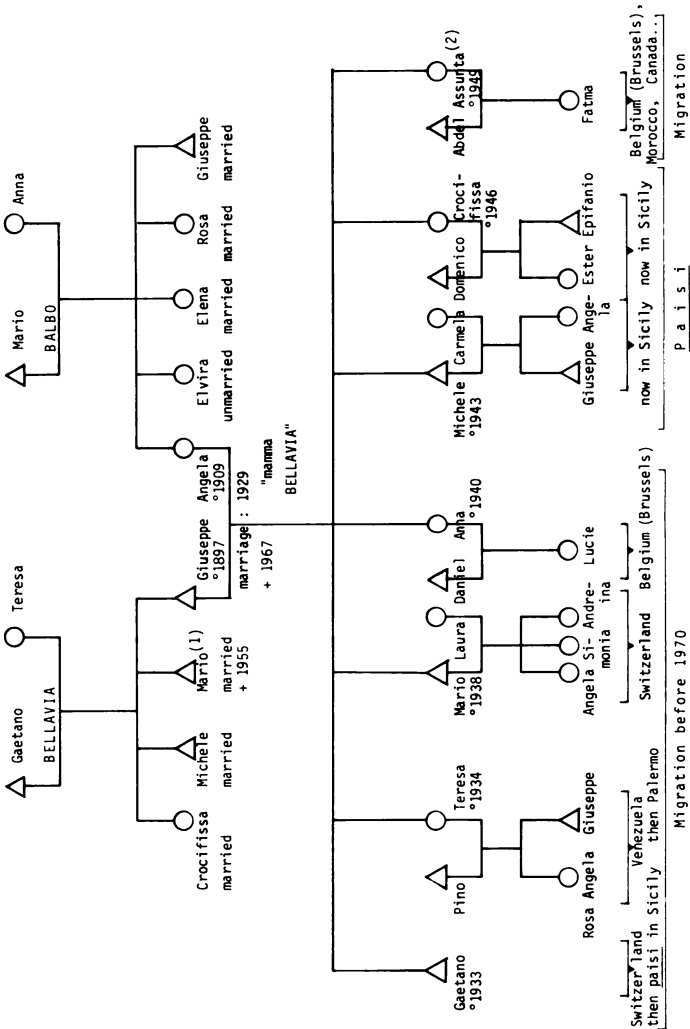 Gaetano
Teresa
BELLAVIA
Mario
Anna
BALBO
Crocifissa
married
Michele
married
Mario(1)
married
+ 1955
Giuseppe
°1897
Angela
°1909
marriage : 1929
+ 1967
"mamma
BELLAVIA"
Elvira
unmarried
Elena
married
Rosa
married
Giuseppe
married
Gaetano
°1933
Pino
Teresa
°1934
Mario
°1938
Laura
Daniel
Anna
°1940
Michele
°1943
Carmela
Domenico
Croci-
fissa
°1946
Abdel
Assunta(2)
°1949
Rosa Angela
Giuseppe
Angela
Si-
monia
Andre-
ina
Lucie
Giuseppe
Ange-
la
Ester
Epifanio
Fatma
Switzerland
then paisi in Sicily
Venezuela
then Palermo
Switzerland
Belgium (Brussels)
now in Sicily
now in Sicily
Belgium (Brussels),
Morocco, Canada...
Migration before 1970
Paisi
Migration